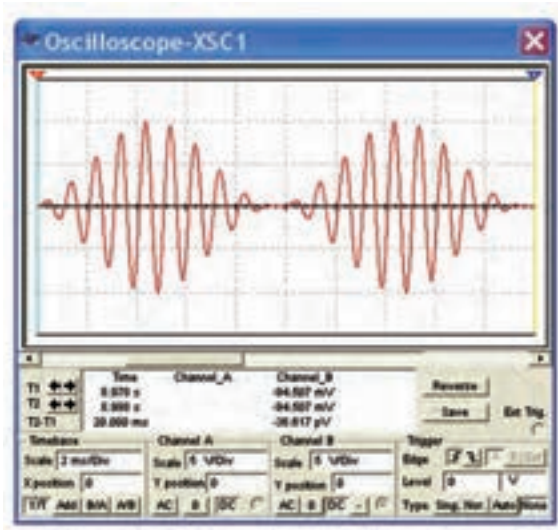 Oscilloscope-XSC1
Time Channel_A Channel_B
T1
T2
T2-T1 20.000 ms
Reverse
Save
Ext Trig.
Timebase
Scale 2 ms/Div
X position 0
Y/T Add B/A A/B
Channel A
Scale 5 V/Div
Y position 0
AC 0 DC
Channel B
Scale 5 V/Div
Y position 0
AC 0 DC -
Trigger
Edge
Level 0 V
Type Sing. Nor. Auto None